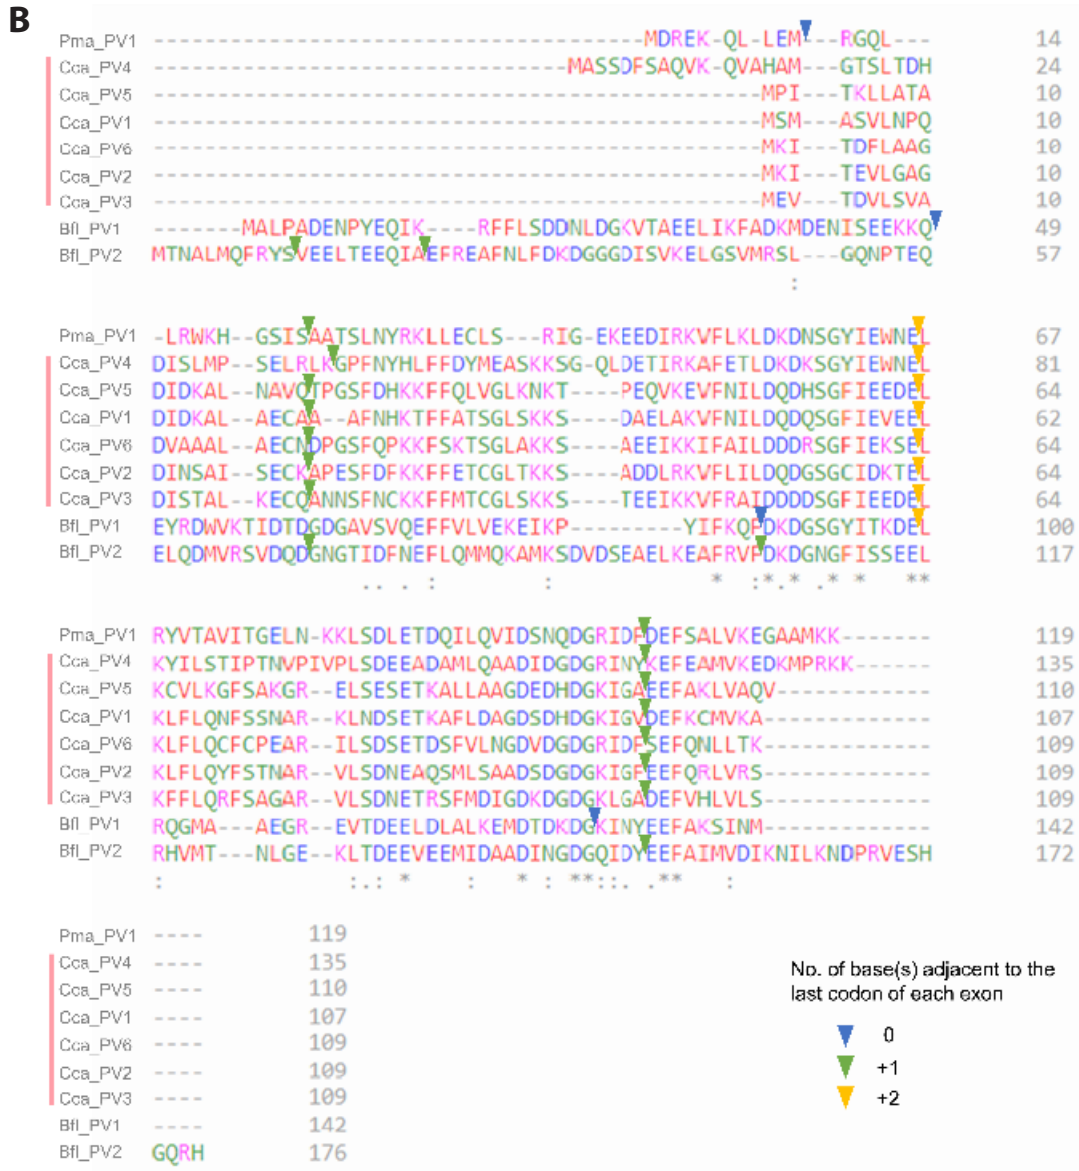 B
Pma_PV1 --------------------------------------MDREK-QL-LEM---RGQL--- 14
Cca_PV4 --------------------------------MASSDFSAQVK-QVAHAM---GTSLTDH 24
Cca_PV5 -----------------------------------------------MPI---TKLLATA 10
Cca_PV1 -----------------------------------------------MSM---ASVLNPQ 10
Cca_PV6 -----------------------------------------------MKI---TDFLAAG 10
Cca_PV2 -----------------------------------------------MKI---TEVLGAG 10
Cca_PV3 -----------------------------------------------MEV---TDVLSVA 10
Bfl_PV1 -------MALPADENPYEQIK----RFFLSDDNLDGKVTAEELIKFADKMDENISEEKKQ 49
Bfl_PV2 MTNALMQFRYSVEELTEEQIAEFREAFNLFDKDGGGDISVKELGSVMRSL---GQNPTEQ 57
:
Pma_PV1 -LRWKH--GSISAATSLNYRKLLECLS---RIG-EKEEDIRKVFLKLDKDNSGYIEWNEL 67
Cca_PV4 DISLMP--SELRLKGPFNYHLFFDYMEASKKSG-QLDETIRKAFETLDKDKSGYIEWNEL 81
Cca_PV5 DIDKAL--NAVQTPGSFDHKKFFQLVGLKNKT----PEQVKEVFNILDQDHSGFIEEDEL 64
Cca_PV1 DIDKAL--AECAA--AFNHKTFFATSGLSKKS----DAELAKVFNILDQDQSGFIEVEEL 62
Cca_PV6 DVAAAL--AECNDPGSFQPKKFSKTSGLAKKS----AEEIKKIFAILDDDRSGFIEKSEL 64
Cca_PV2 DINSAI--SECKAPESFDFKKFFETCGLTKKS----ADDLRKVFLILDQDGSGCIDKTEL 64
Cca_PV3 DISTAL--KECQANNSFNCKKFFMTCGLSKKS----TEEIKKVFRAIDDDDSGFIEEDEL 64
Bfl_PV1 EYRDWVKTIDTDGDGAVSVQEFFVLVEKEIKP---------YIFKQFDKDGSGYITKDEL 100
Bfl_PV2 ELQDMVRSVDQDGNGTIDFNEFLQMMQKAMKSDVDSEAELKEAFRVFDKDGNGFISSEEL 117
.. . : : * :*.* .* * **
Pma_PV1 RYVTAVITGELN-KKLSDLETDQILQVIDSNQDGRIDFDEFSALVKEGAAMKK------- 119
Cca_PV4 KYILSTIPTNVPIVPLSDEEADAMLQAADIDGDGRINYKEFEAMVKEDKMPRKK------ 135
Cca_PV5 KCVLKGFSAKGR--ELSESETKALLAAGDEDHDGKIGAEEFAKLVAQV------------ 110
Cca_PV1 KLFLQNFSSNAR--KLNDSETKAFLDAGDSDHDGKIGVDEFKCMVKA------------- 107
Cca_PV6 KLFLQCFCPEAR--ILSDSETDSFVLNGDVDGDGRIDFSEFQNLLTK------------- 109
Cca_PV2 KLFLQYFSTNAR--VLSDNEAQSMLSAADSDGDGKIGFEEFQRLVRS------------- 109
Cca_PV3 KFFLQRFSAGAR--VLSDNETRSFMDIGDKDGDGKLGADEFVHLVLS------------- 109
Bfl_PV1 RQGMA---AEGR--EVTDEELDLALKEMDTDKDGKINYEEFAKSINM------------- 142
Bfl_PV2 RHVMT---NLGE--KLTDEEVEEMIDAADINGDGQIDYEEFAIMVDIKNILKNDPRVESH 172
: :.: * : * : **::. .** :
Pma_PV1 ---- 119
Cca_PV4 ---- 135
Cca_PV5 ---- 110
Cca_PV1 ---- 107
Cca_PV6 ---- 109
Cca_PV2 ---- 109
Cca_PV3 ---- 109
Bfl_PV1 ---- 142
Bfl_PV2 GQRH 176
No. of base(s) adjacent to the
last codon of each exon
0
+1
+2